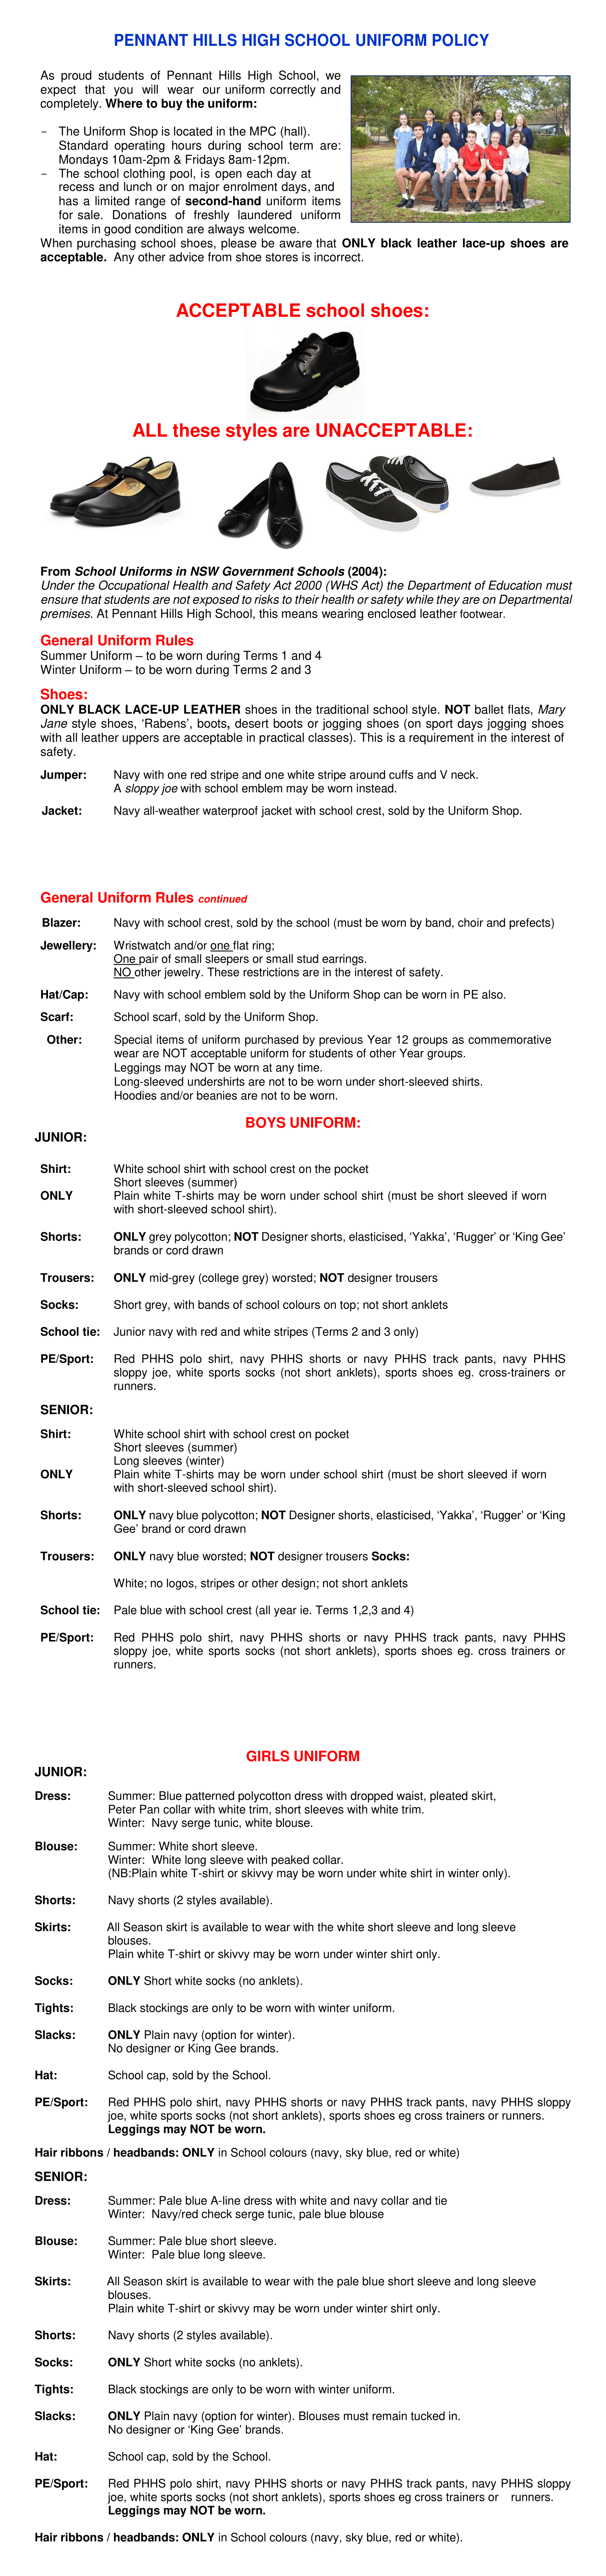 PENNANT HILLS HIGH SCHOOL UNIFORM POLICY
As proud students of Pennant Hills High School, we
expect that you will wear our uniform correctly and
completely. Where to buy the uniform:
− The Uniform Shop is located in the MPC (hall).
Standard operating hours during school term are:
Mondays 10am-2pm & Fridays 8am-12pm.
− The school clothing pool, is open each day at
recess and lunch or on major enrolment days, and
has a limited range of second-hand uniform items
for sale. Donations of freshly laundered uniform
items in good condition are always welcome.
When purchasing school shoes, please be aware that ONLY black leather lace-up shoes are
acceptable. Any other advice from shoe stores is incorrect.
ACCEPTABLE school shoes:
ALL these styles are UNACCEPTABLE:
From School Uniforms in NSW Government Schools (2004):
Under the Occupational Health and Safety Act 2000 (WHS Act) the Department of Education must
ensure that students are not exposed to risks to their health or safety while they are on Departmental
premises. At Pennant Hills High School, this means wearing enclosed leather footwear.
General Uniform Rules
Summer Uniform – to be worn during Terms 1 and 4
Winter Uniform – to be worn during Terms 2 and 3
Shoes:
ONLY BLACK LACE-UP LEATHER shoes in the traditional school style. NOT ballet flats, Mary
Jane style shoes, ‘Rabens’, boots, desert boots or jogging shoes (on sport days jogging shoes
with all leather uppers are acceptable in practical classes). This is a requirement in the interest of
safety.
Jumper: Navy with one red stripe and one white stripe around cuffs and V neck.
A sloppy joe with school emblem may be worn instead.
Jacket: Navy all-weather waterproof jacket with school crest, sold by the Uniform Shop.
General Uniform Rules continued
Blazer: Navy with school crest, sold by the school (must be worn by band, choir and prefects)
Jewellery: Wristwatch and/or one flat ring;
One pair of small sleepers or small stud earrings.
NO other jewelry. These restrictions are in the interest of safety.
Hat/Cap: Navy with school emblem sold by the Uniform Shop can be worn in PE also.
Scarf: School scarf, sold by the Uniform Shop.
Other: Special items of uniform purchased by previous Year 12 groups as commemorative
wear are NOT acceptable uniform for students of other Year groups.
Leggings may NOT be worn at any time.
Long-sleeved undershirts are not to be worn under short-sleeved shirts.
Hoodies and/or beanies are not to be worn.
BOYS UNIFORM:
JUNIOR:
Shirt: White school shirt with school crest on the pocket
Short sleeves (summer)
ONLY Plain white T-shirts may be worn under school shirt (must be short sleeved if worn
with short-sleeved school shirt).
Shorts: ONLY grey polycotton; NOT Designer shorts, elasticised, ‘Yakka’, ‘Rugger’ or ‘King Gee’
brands or cord drawn
Trousers: ONLY mid-grey (college grey) worsted; NOT designer trousers
Socks: Short grey, with bands of school colours on top; not short anklets
School tie: Junior navy with red and white stripes (Terms 2 and 3 only)
PE/Sport: Red PHHS polo shirt, navy PHHS shorts or navy PHHS track pants, navy PHHS
sloppy joe, white sports socks (not short anklets), sports shoes eg. cross-trainers or
runners.
SENIOR:
Shirt: White school shirt with school crest on pocket
Short sleeves (summer)
Long sleeves (winter)
ONLY Plain white T-shirts may be worn under school shirt (must be short sleeved if worn
with short-sleeved school shirt).
Shorts: ONLY navy blue polycotton; NOT Designer shorts, elasticised, ‘Yakka’, ‘Rugger’ or ‘King
Gee’ brand or cord drawn
Trousers: ONLY navy blue worsted; NOT designer trousers Socks:
White; no logos, stripes or other design; not short anklets
School tie: Pale blue with school crest (all year ie. Terms 1,2,3 and 4)
PE/Sport: Red PHHS polo shirt, navy PHHS shorts or navy PHHS track pants, navy PHHS
sloppy joe, white sports socks (not short anklets), sports shoes eg. cross trainers or
runners.
GIRLS UNIFORM
JUNIOR:
Dress: Summer: Blue patterned polycotton dress with dropped waist, pleated skirt,
Peter Pan collar with white trim, short sleeves with white trim.
Winter: Navy serge tunic, white blouse.
Blouse: Summer: White short sleeve.
Winter: White long sleeve with peaked collar.
(NB:Plain white T-shirt or skivvy may be worn under white shirt in winter only).
Shorts: Navy shorts (2 styles available).
Skirts: All Season skirt is available to wear with the white short sleeve and long sleeve
blouses.
Plain white T-shirt or skivvy may be worn under winter shirt only.
Socks: ONLY Short white socks (no anklets).
Tights: Black stockings are only to be worn with winter uniform.
Slacks: ONLY Plain navy (option for winter).
No designer or King Gee brands.
Hat: School cap, sold by the School.
PE/Sport: Red PHHS polo shirt, navy PHHS shorts or navy PHHS track pants, navy PHHS sloppy
joe, white sports socks (not short anklets), sports shoes eg cross trainers or runners.
Leggings may NOT be worn.
Hair ribbons / headbands: ONLY in School colours (navy, sky blue, red or white)
SENIOR:
Dress: Summer: Pale blue A-line dress with white and navy collar and tie
Winter: Navy/red check serge tunic, pale blue blouse
Blouse: Summer: Pale blue short sleeve.
Winter: Pale blue long sleeve.
Skirts: All Season skirt is available to wear with the pale blue short sleeve and long sleeve
blouses.
Plain white T-shirt or skivvy may be worn under winter shirt only.
Shorts: Navy shorts (2 styles available).
Socks: ONLY Short white socks (no anklets).
Tights: Black stockings are only to be worn with winter uniform.
Slacks: ONLY Plain navy (option for winter). Blouses must remain tucked in.
No designer or ‘King Gee’ brands.
Hat: School cap, sold by the School.
PE/Sport: Red PHHS polo shirt, navy PHHS shorts or navy PHHS track pants, navy PHHS sloppy
joe, white sports socks (not short anklets), sports shoes eg cross trainers or runners.
Leggings may NOT be worn.
Hair ribbons / headbands: ONLY in School colours (navy, sky blue, red or white).